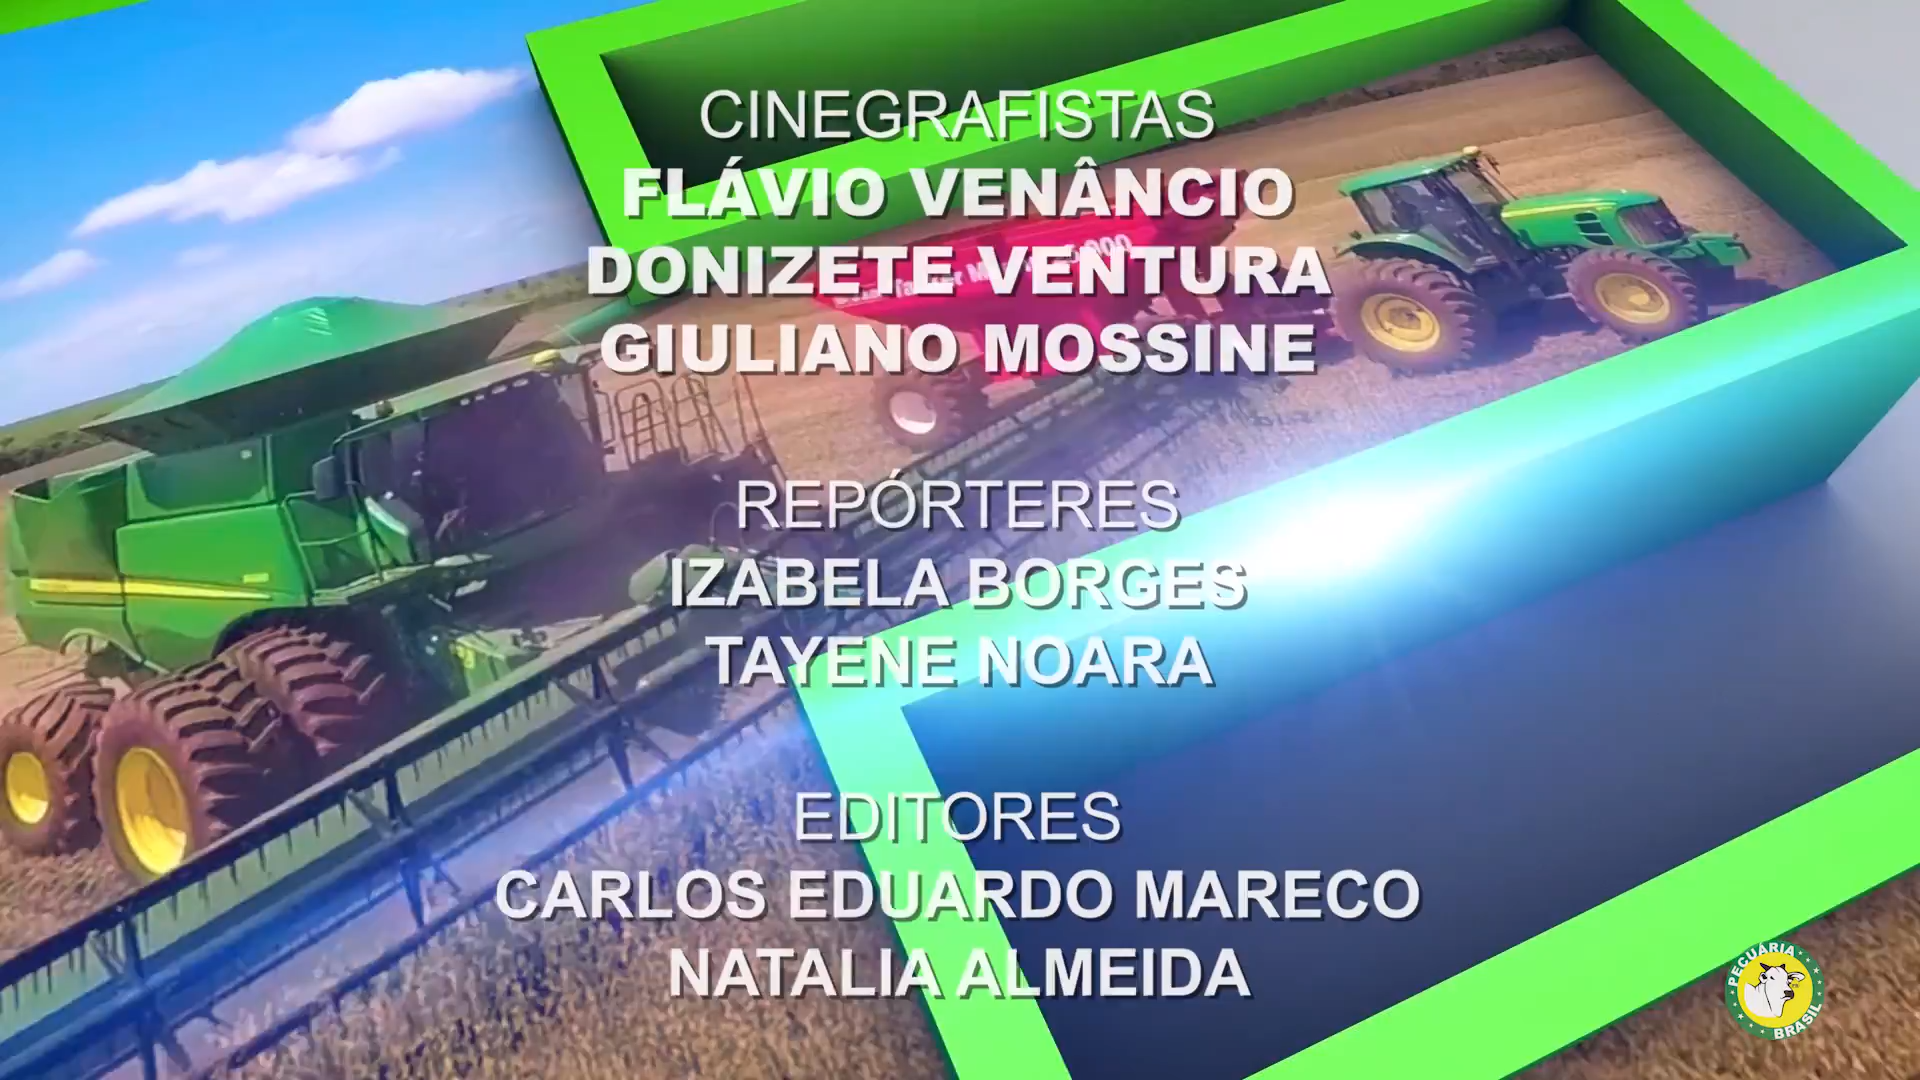 CINEGRAFISTAS
FLÁVIO VENÂNCIO
DONIZETE VENTURA
GIULIANO MOSSINE
REPÓRTERES
IZABELA BORGES
TAYENE NOARA
EDITORES
CARLOS EDUARDO MARECO
NATALIA ALMEIDA
PECUÁRIA
BRASIL